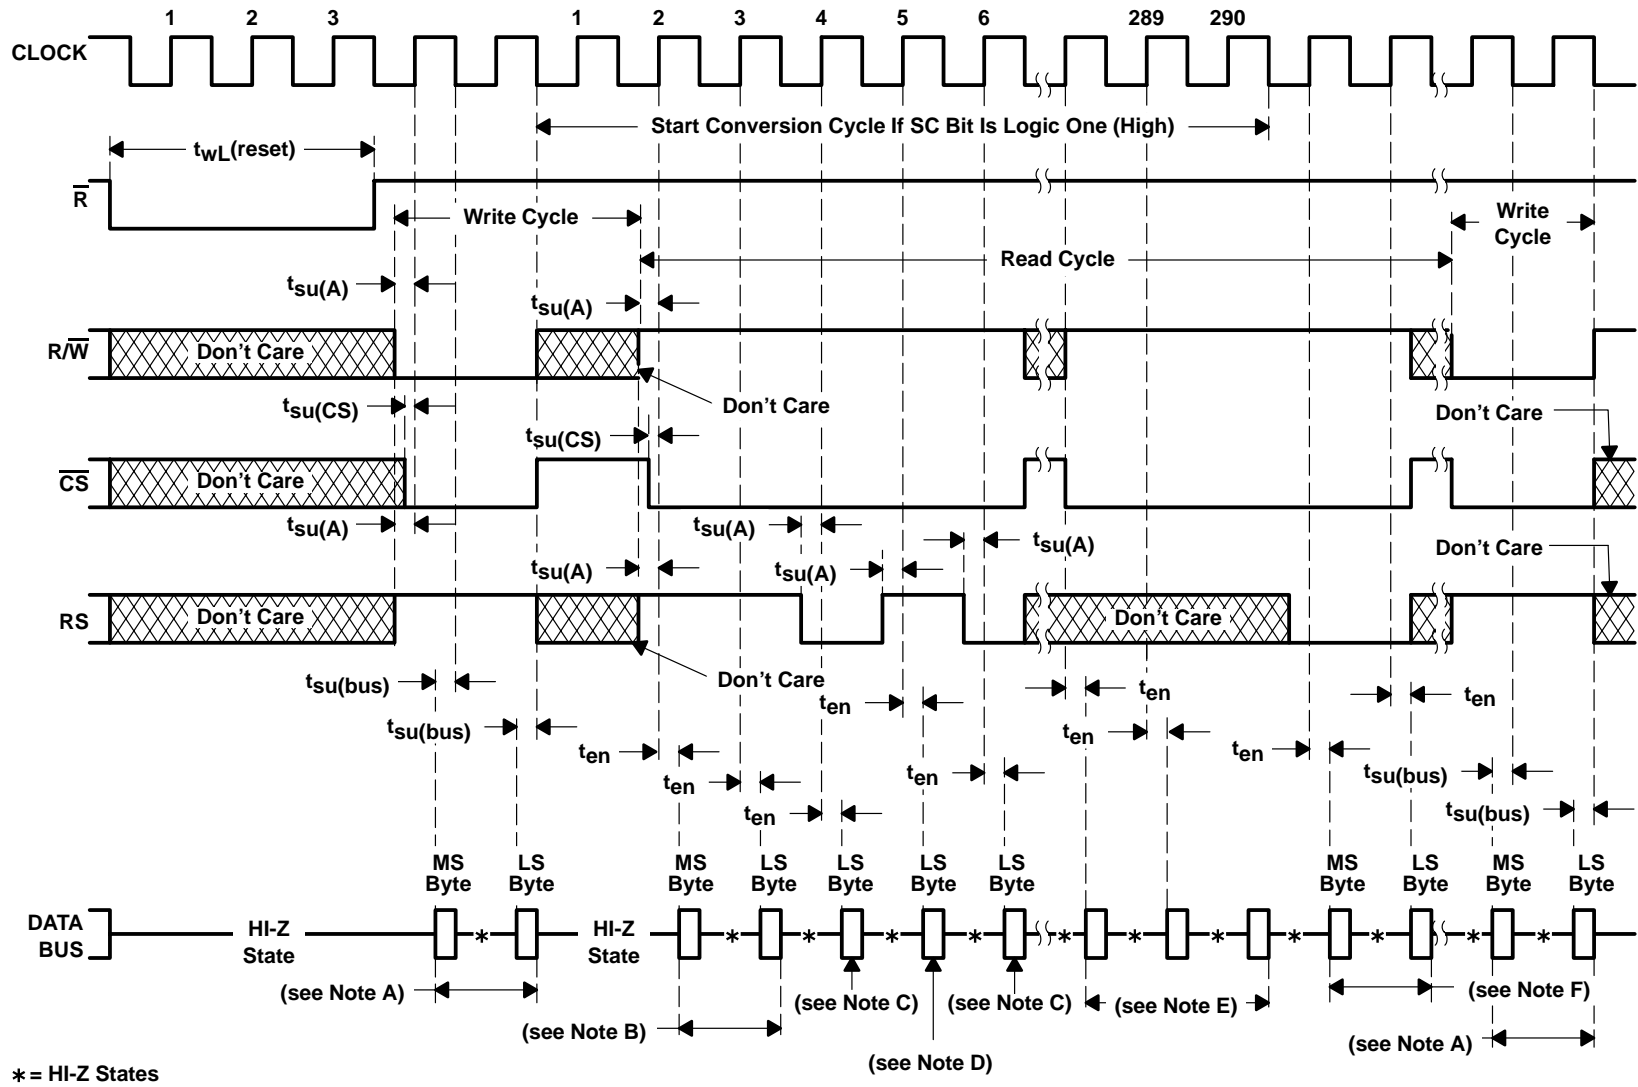 1 2 3 1 2 3 4 5 6 289 290
CLOCK
Start Conversion Cycle If SC Bit Is Logic One (High)
twL(reset)
R
Write Cycle
Write
Cycle
Read Cycle
tsu(A)
tsu(A)
R/W
Don't Care
Don't Care
tsu(CS)
Don't Care
tsu(CS)
CS
Don't Care
tsu(A)
tsu(A)
tsu(A)
Don't Care
tsu(A)
tsu(A)
RS
Don't Care
Don't Care
Don't Care
tsu(bus)
ten
ten
ten
tsu(bus)
ten
ten
ten
ten
ten
tsu(bus)
ten
tsu(bus)
MS
Byte
LS
Byte
MS
Byte
LS
Byte
LS
Byte
LS
Byte
LS
Byte
MS
Byte
LS
Byte
MS
Byte
LS
Byte
DATA
BUS
HI-Z
State
* HI-Z
State
* * * * * * * * * * * *
(see Note A)
(see Note C)
(see Note C)
(see Note E)
(see Note F)
(see Note B)
(see Note A)
(see Note D)
* = HI-Z States